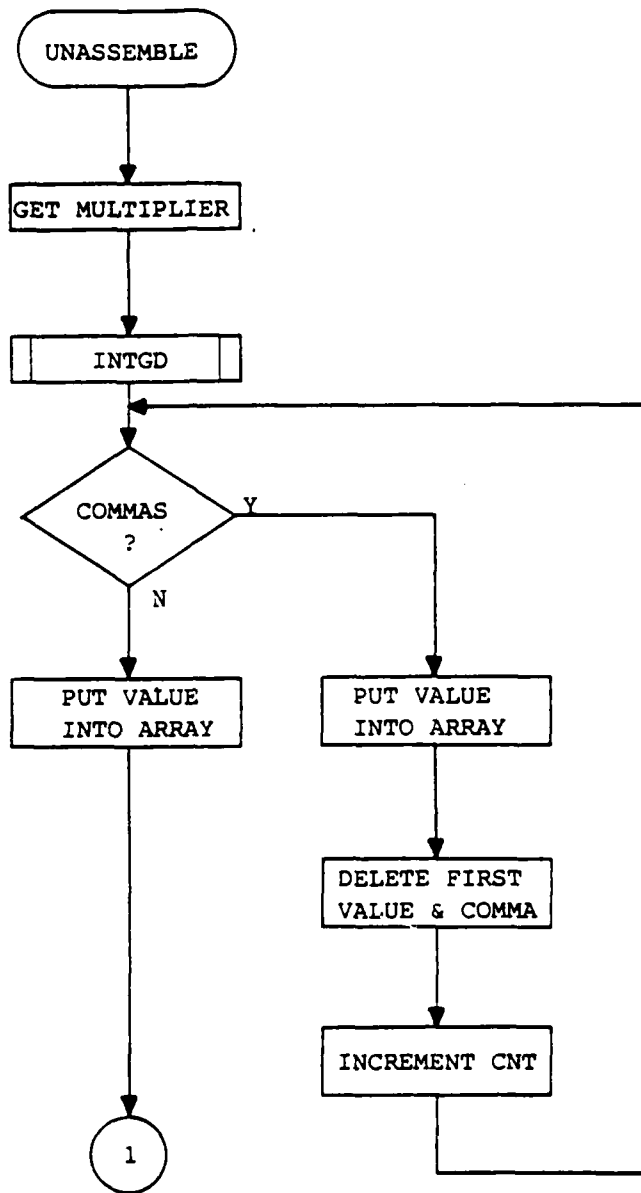 UNASSEMBLE
GET MULTIPLIER
INTGD
COMMAS
?
Y
N
PUT VALUE
INTO ARRAY
PUT VALUE
INTO ARRAY
DELETE FIRST
VALUE & COMMA
INCREMENT CNT
1